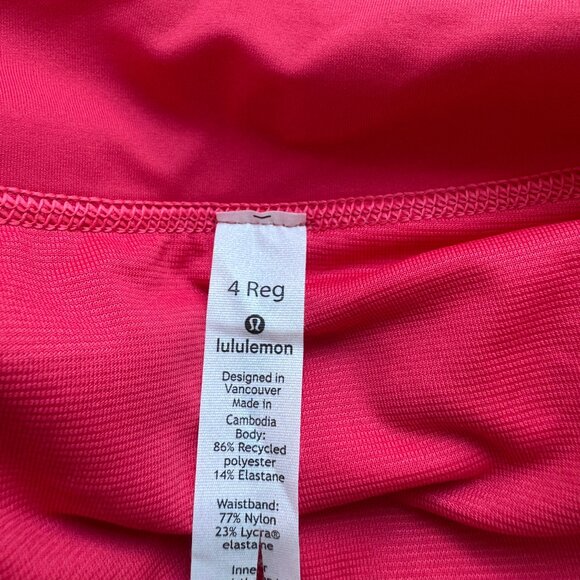 4 Reg
lululemon
Designed in
Vancouver
Made in
Cambodia
Body:
86% Recycled
polyester
14% Elastane
Waistband:
77% Nylon
23% Lycra®
elastane
Inner